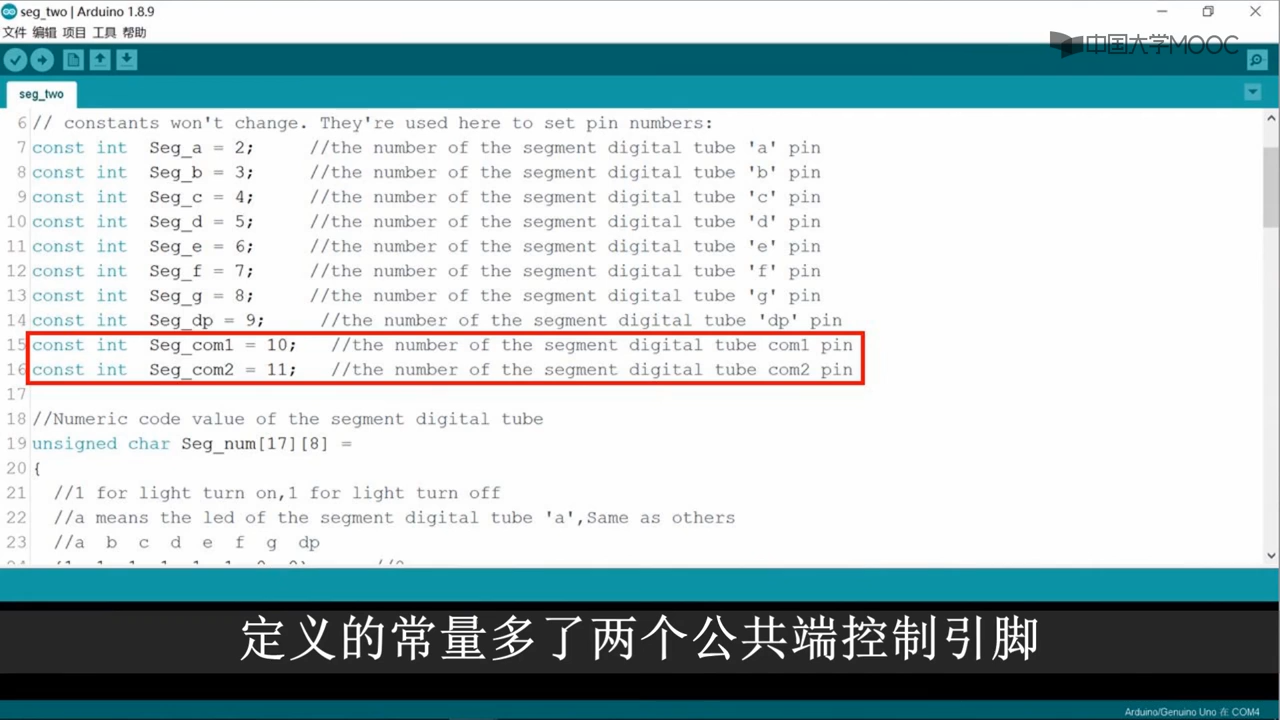 seg_two | Arduino 1.8.9
文件 编辑 项目 工具 帮助
中国大学MOOC
seg_two
6 // constants won't change. They're used here to set pin numbers:
7 const int Seg_a = 2; //the number of the segment digital tube 'a' pin
8 const int Seg_b = 3; //the number of the segment digital tube 'b' pin
9 const int Seg_c = 4; //the number of the segment digital tube 'c' pin
10 const int Seg_d = 5; //the number of the segment digital tube 'd' pin
11 const int Seg_e = 6; //the number of the segment digital tube 'e' pin
12 const int Seg_f = 7; //the number of the segment digital tube 'f' pin
13 const int Seg_g = 8; //the number of the segment digital tube 'g' pin
14 const int Seg_dp = 9; //the number of the segment digital tube 'dp' pin
15 const int Seg_com1 = 10; //the number of the segment digital tube com1 pin
16 const int Seg_com2 = 11; //the number of the segment digital tube com2 pin
17
18 //Numeric code value of the segment digital tube
19 unsigned char Seg_num[17][8] =
20 {
21 //1 for light turn on,1 for light turn off
22 //a means the led of the segment digital tube 'a',Same as others
23 //a b c d e f g dp
定义的常量多了两个公共端控制引脚
Arduino/Genuino Uno 在 COM4